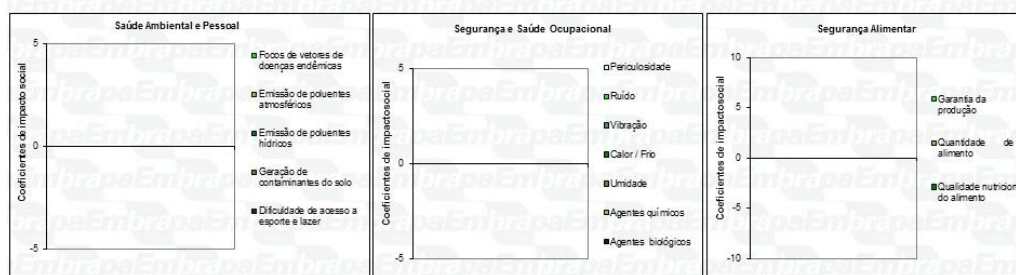 Saúde Ambiental e Pessoal
Coeficientes de impacto social
5
0
-5
Focos de vetores de
doenças endêmicas
Emissão de poluentes
atmosféricos
Emissão de poluentes
hídricos
Geração de
contaminantes do solo
Dificuldade de acesso a
esporte e lazer
Segurança e Saúde Ocupacional
Coeficientes de impactosocial
5
0
-5
Periculosidade
Ruído
Vibração
Calor / Frio
Umidade
Agentes químicos
Agentes biológicos
Segurança Alimentar
Coeficientes de impactosocial
10
5
0
-5
-10
Garantia da
produção
Quantidade de
alimento
Qualidade nutricion
do alimento
Embrapa